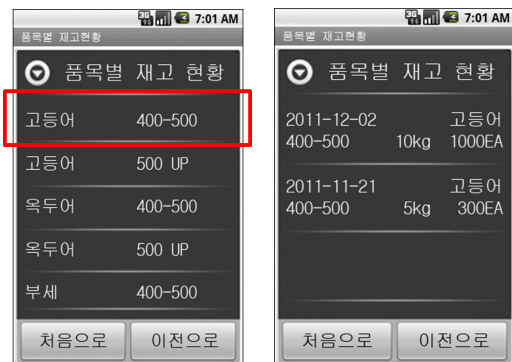 3G 7:01 AM
품목별 재고현황
품목별 재고 현황
고등어 400-500
고등어 500 UP
옥두어 400-500
옥두어 500 UP
부세 400-500
처음으로 이전으로
3G 7:01 AM
품목별 재고현황
품목별 재고 현황
2011-12-02 고등어
400-500 10kg 1000EA
2011-11-21 고등어
400-500 5kg 300EA
처음으로 이전으로